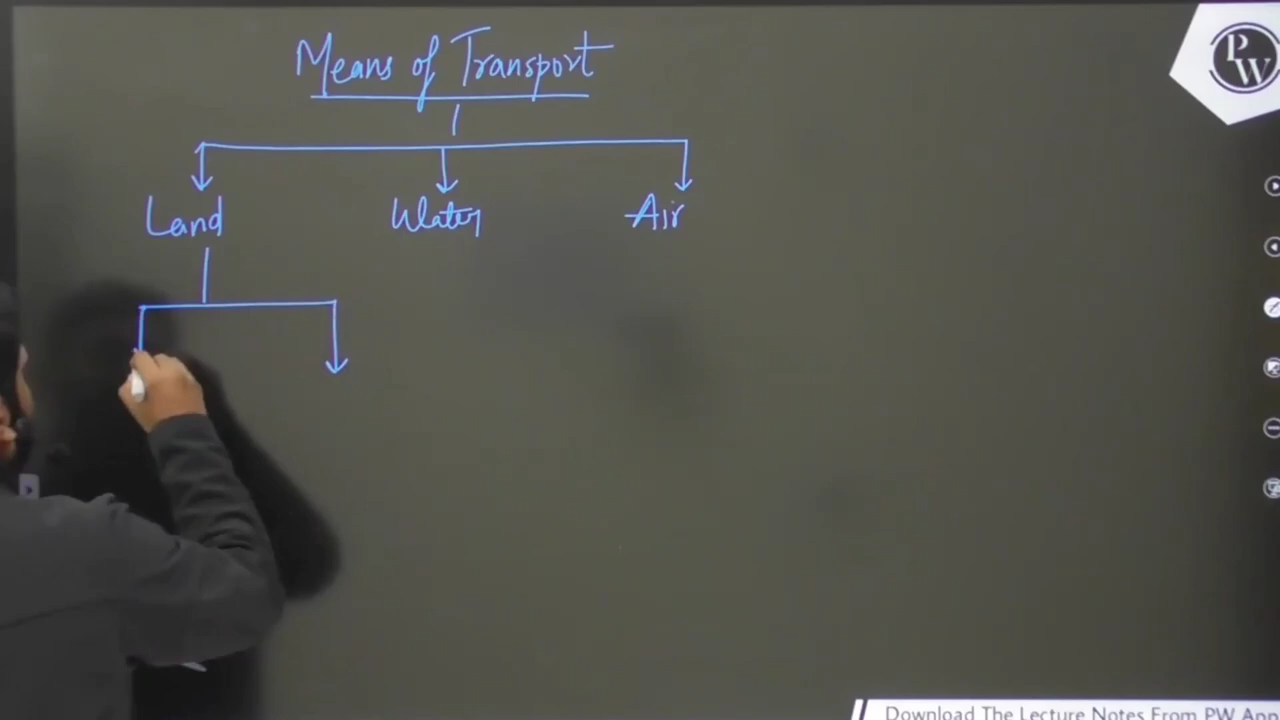 Means of Transport
Land Water Air
PW
Download The Lecture Notes From PW App